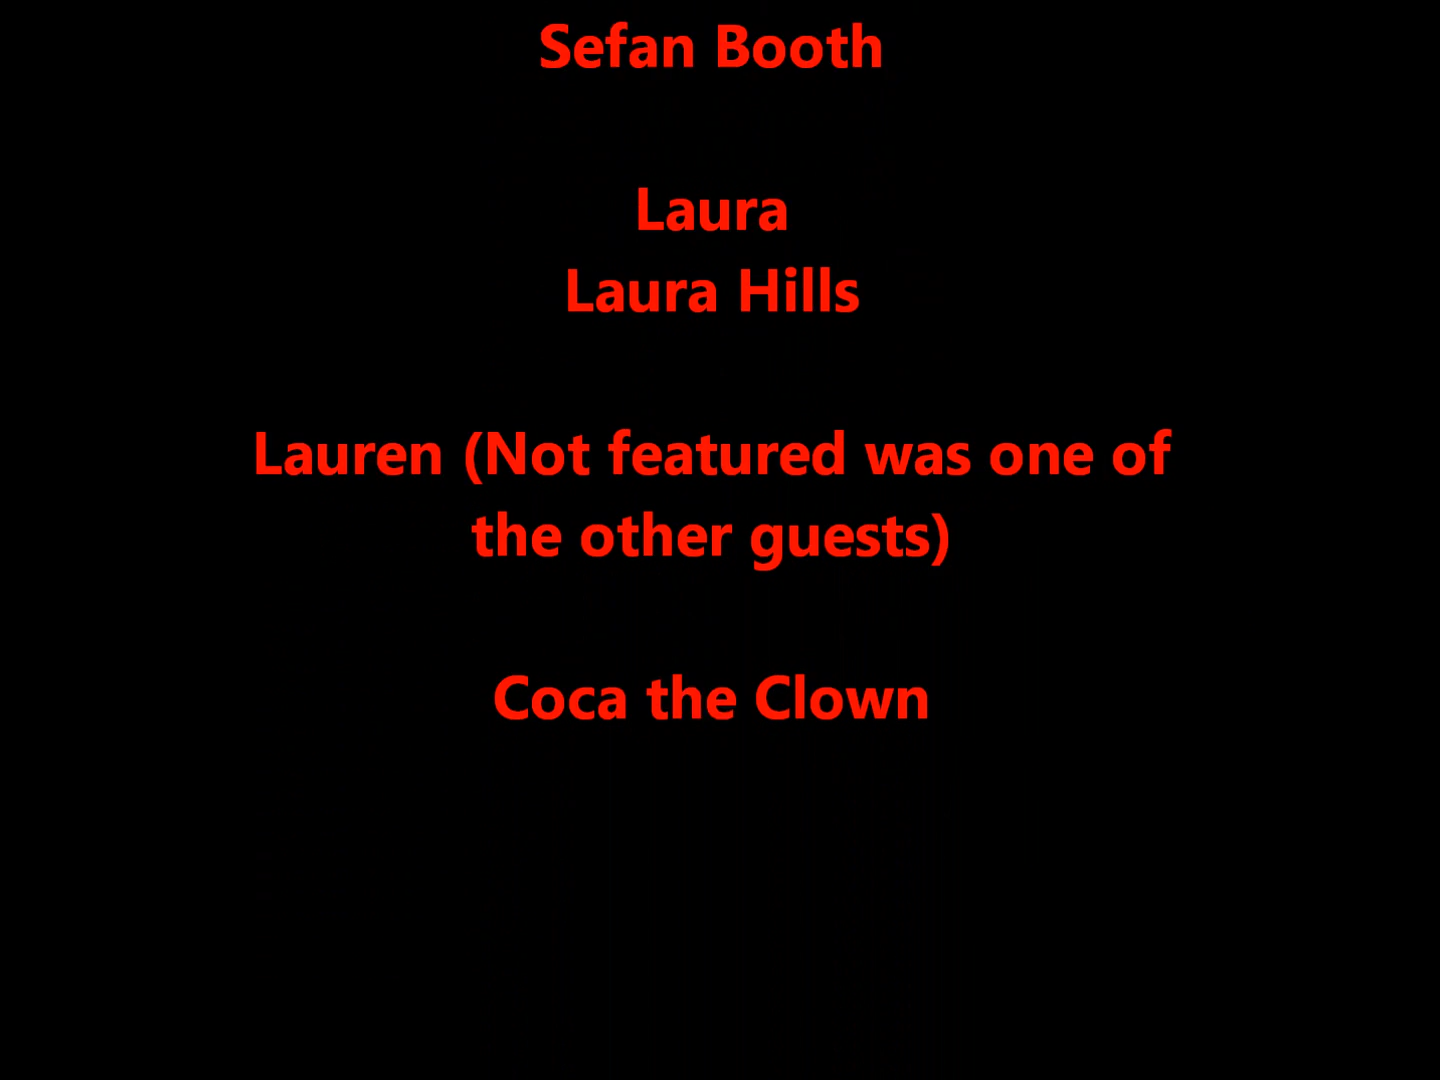 Sefan Booth
Laura
Laura Hills
Lauren (Not featured was one of
the other guests)
Coca the Clown